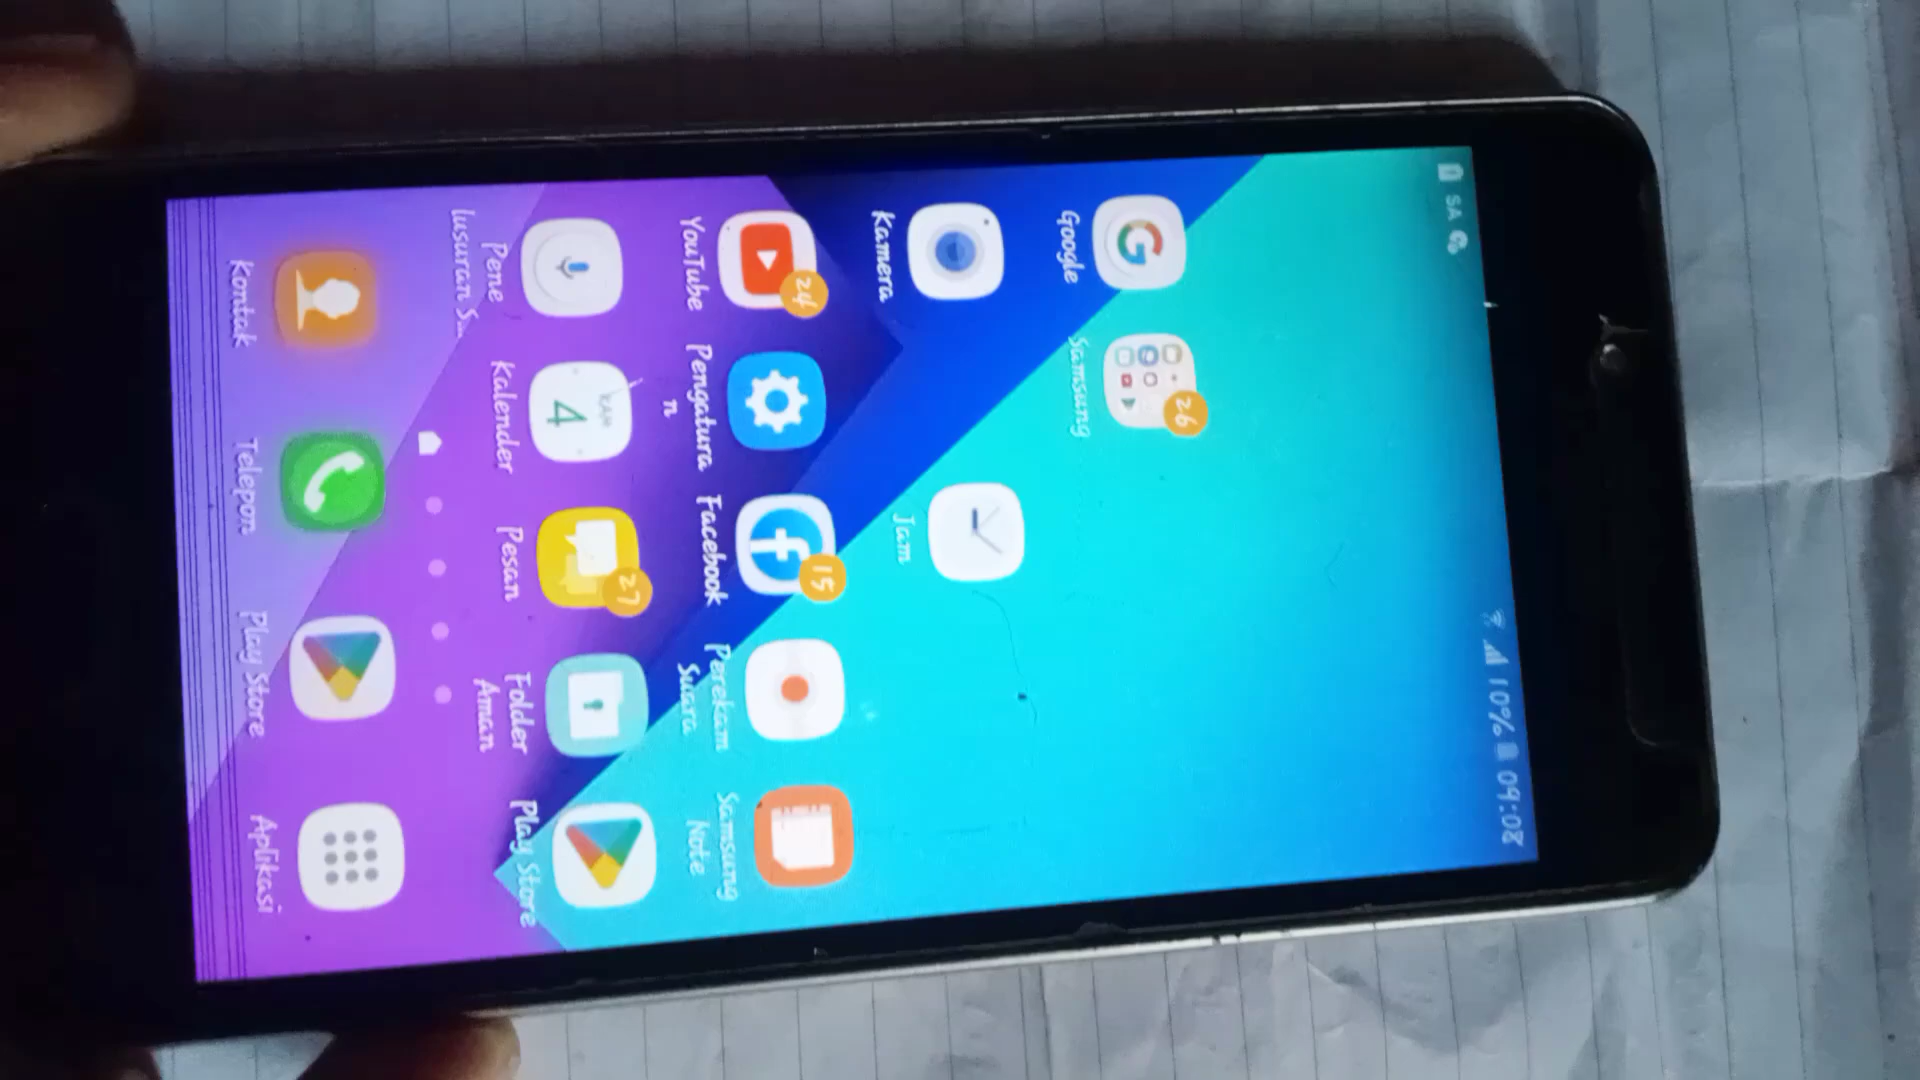 SA 10% 09:08
Google
26
Samsung
Kamera
Jam
24
15
YouTube
Pengatura
n
Facebook
Perekam
Suara
Samsung
Note
KAM
4
27
Pene
lusuran S...
Kalender
Pesan
Folder
Aman
Play Store
Kontak
Telepon
Play Store
Aplikasi